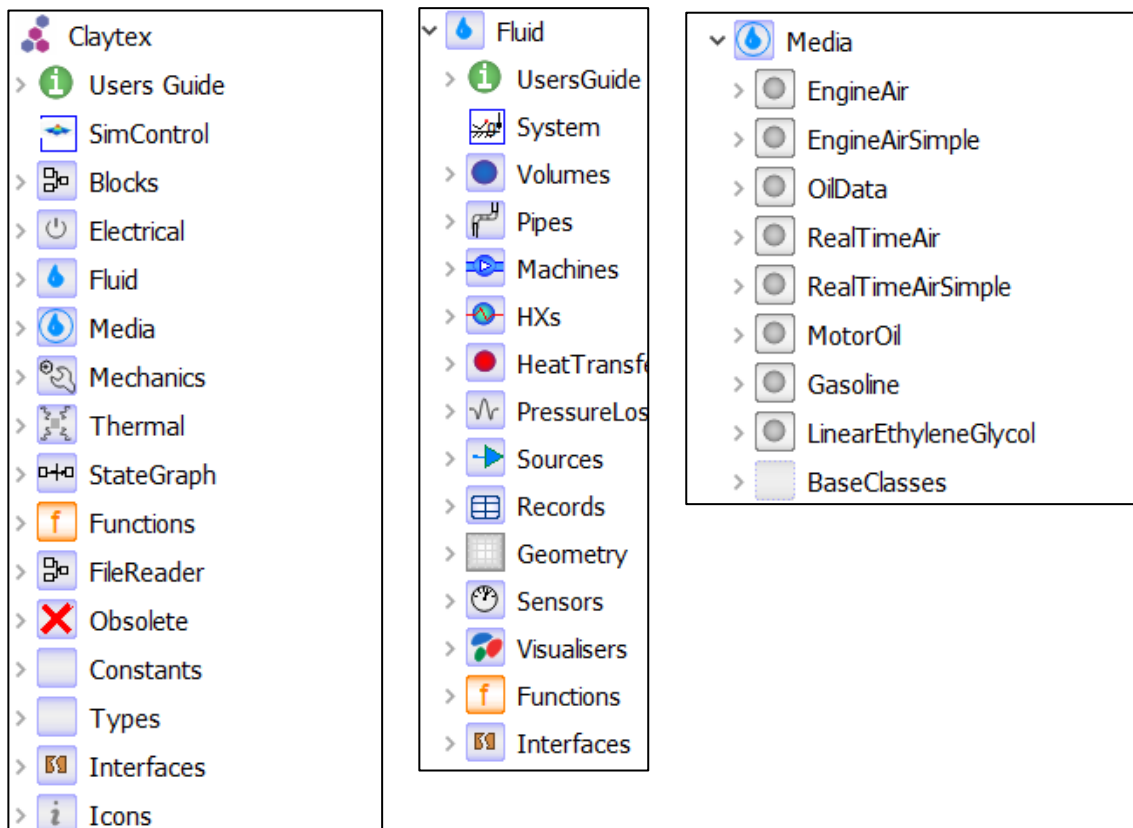 Claytex
Users Guide
SimControl
Blocks
Electrical
Fluid
Media
Mechanics
Thermal
StateGraph
Functions
FileReader
Obsolete
Constants
Types
Interfaces
Icons
Fluid
UsersGuide
System
Volumes
Pipes
Machines
HXs
HeatTransfe
PressureLos
Sources
Records
Geometry
Sensors
Visualisers
Functions
Interfaces
Media
EngineAir
EngineAirSimple
OilData
RealTimeAir
RealTimeAirSimple
MotorOil
Gasoline
LinearEthyleneGlycol
BaseClasses